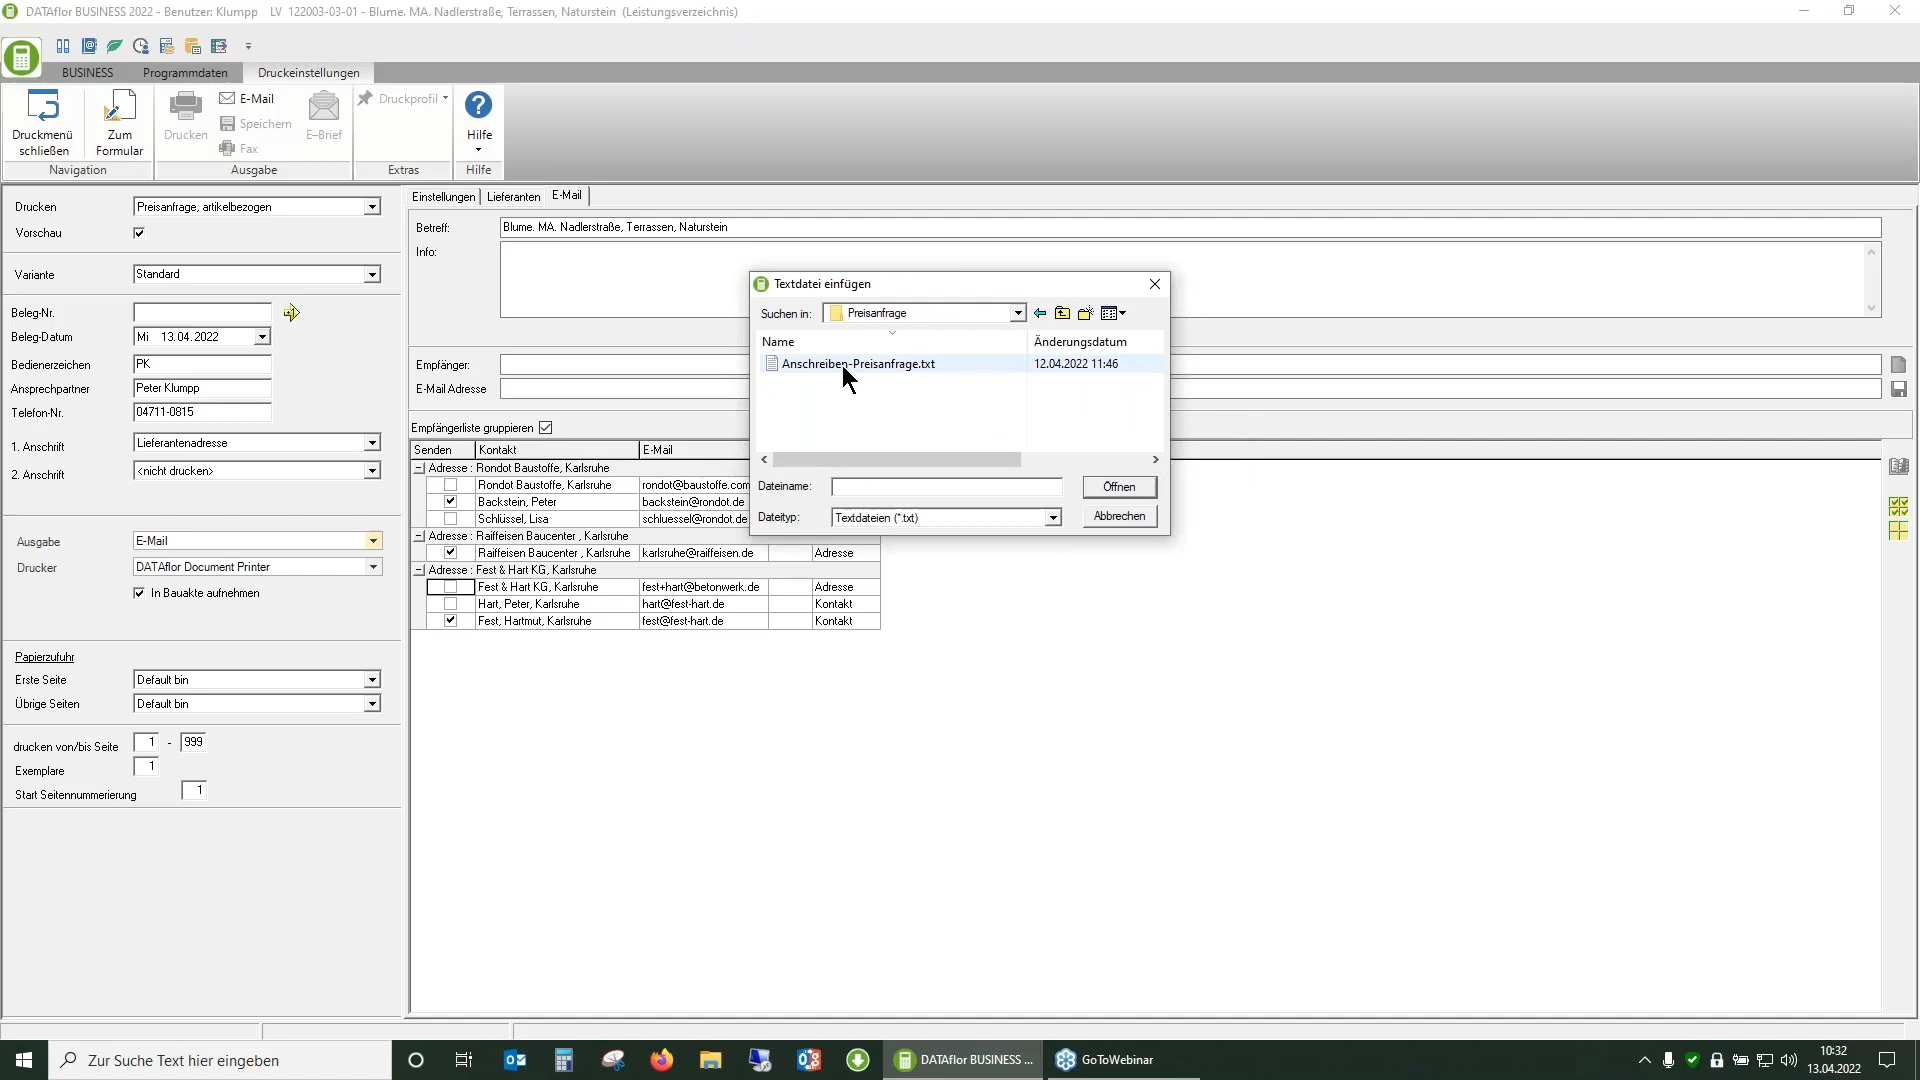 DATAflor BUSINESS 2022 - Benutzer: Klumpp    LV  122003-03-01 - Blume. MA. Nadlerstraße, Terrassen, Naturstein  (Leistungsverzeichnis)
BUSINESS
Programmdaten
Druckeinstellungen
Druckmenü schließen
Zum Formular
Navigation
Drucken
E-Mail
Speichern
Fax
E-Brief
Ausgabe
Druckprofil
Extras
Hilfe
Hilfe
Drucken Preisanfrage, artikelbezogen
Vorschau
Variante Standard
Beleg-Nr.
Beleg-Datum Mi 13.04.2022
Bedienerzeichen PK
Ansprechpartner Peter Klumpp
Telefon-Nr. 04711-0815
1. Anschrift Lieferantenadresse
2. Anschrift <nicht drucken>
Ausgabe E-Mail
Drucker DATAflor Document Printer
In Bauakte aufnehmen
Papierzufuhr
Erste Seite Default bin
Übrige Seiten Default bin
drucken von/bis Seite 1 - 999
Exemplare 1
Start Seitennummerierung 1
Einstellungen Lieferanten E-Mail
Betreff: Blume. MA. Nadlerstraße, Terrassen, Naturstein
Info:
Empfänger:
E-Mail Adresse
Empfängerliste gruppieren
Senden Kontakt E-Mail
Adresse : Rondot Baustoffe, Karlsruhe
Rondot Baustoffe, Karlsruhe rondot@baustoffe.com
Backstein, Peter backstein@rondot.de
Schlüssel, Lisa schluessel@rondot.de
Adresse : Raiffeisen Baucenter , Karlsruhe
Raiffeisen Baucenter , Karlsruhe karlsruhe@raiffeisen.de Adresse
Adresse : Fest & Hart KG, Karlsruhe
Fest & Hart KG, Karlsruhe fest+hart@betonwerk.de Adresse
Hart, Peter, Karlsruhe hart@fest-hart.de Kontakt
Fest, Hartmut, Karlsruhe fest@fest-hart.de Kontakt
Textdatei einfügen
Suchen in: Preisanfrage
Name Änderungsdatum
Anschreiben-Preisanfrage.txt 12.04.2022 11:46
Dateiname: Öffnen
Dateityp: Textdateien (*.txt) Abbrechen
Zur Suche Text hier eingeben
DATAflor BUSINESS ...
GoToWebinar
10:32
13.04.2022